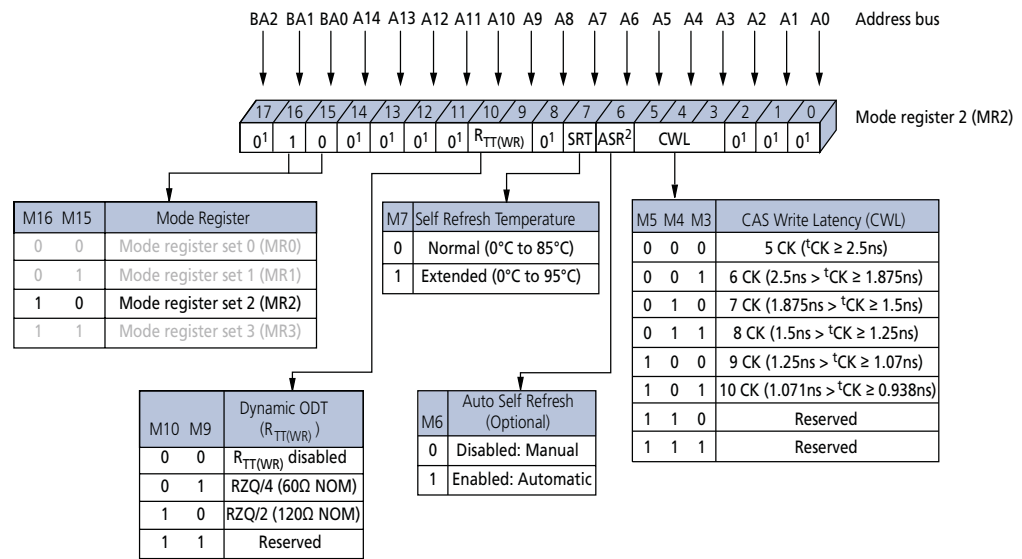 BA2 BA1 BA0 A14 A13 A12 A11 A10 A9 A8 A7 A6 A5 A4 A3 A2 A1 A0 Address bus
17 16 15 14 13 12 11 10 9 8 7 6 5 4 3 2 1 0
Mode register 2 (MR2)
0¹ 1 0 0¹ 0¹ 0¹ 0¹ RTT(WR) 0¹ SRT ASR² CWL 0¹ 0¹ 0¹
M16 M15 Mode Register
0 0 Mode register set 0 (MR0)
0 1 Mode register set 1 (MR1)
1 0 Mode register set 2 (MR2)
1 1 Mode register set 3 (MR3)
M7 Self Refresh Temperature
0 Normal (0°C to 85°C)
1 Extended (0°C to 95°C)
M5 M4 M3 CAS Write Latency (CWL)
0 0 0 5 CK (ᵗCK ≥ 2.5ns)
0 0 1 6 CK (2.5ns > ᵗCK ≥ 1.875ns)
0 1 0 7 CK (1.875ns > ᵗCK ≥ 1.5ns)
0 1 1 8 CK (1.5ns > ᵗCK ≥ 1.25ns)
1 0 0 9 CK (1.25ns > ᵗCK ≥ 1.07ns)
1 0 1 10 CK (1.071ns > ᵗCK ≥ 0.938ns)
1 1 0 Reserved
1 1 1 Reserved
M10 M9 Dynamic ODT
(RTT(WR) )
0 0 RTT(WR) disabled
0 1 RZQ/4 (60Ω NOM)
1 0 RZQ/2 (120Ω NOM)
1 1 Reserved
M6 Auto Self Refresh
(Optional)
0 Disabled: Manual
1 Enabled: Automatic